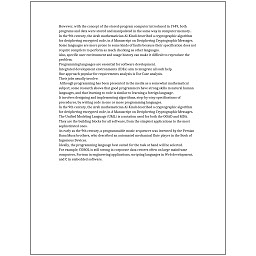 However, with the concept of the stored-program computer introduced in 1949, both
programs and data were stored and manipulated in the same way in computer memory.
In the 9th century, the Arab mathematician Al-Kindi described a cryptographic algorithm
for deciphering encrypted code, in A Manuscript on Deciphering Cryptographic Messages.
Some languages are more prone to some kinds of faults because their specification does not
require compilers to perform as much checking as other languages.
Also, specific user environment and usage history can make it difficult to reproduce the
problem.
Programming languages are essential for software development.
Integrated development environments (IDEs) aim to integrate all such help.
One approach popular for requirements analysis is Use Case analysis.
Their jobs usually involve:
Although programming has been presented in the media as a somewhat mathematical
subject, some research shows that good programmers have strong skills in natural human
languages, and that learning to code is similar to learning a foreign language.
It involves designing and implementing algorithms, step-by-step specifications of
procedures, by writing code in one or more programming languages.
In the 9th century, the Arab mathematician Al-Kindi described a cryptographic algorithm
for deciphering encrypted code, in A Manuscript on Deciphering Cryptographic Messages.
The Unified Modeling Language (UML) is a notation used for both the OOAD and MDA.
They are the building blocks for all software, from the simplest applications to the most
sophisticated ones.
As early as the 9th century, a programmable music sequencer was invented by the Persian
Banu Musa brothers, who described an automated mechanical flute player in the Book of
Ingenious Devices.
Ideally, the programming language best suited for the task at hand will be selected.
For example, COBOL is still strong in corporate data centers often on large mainframe
computers, Fortran in engineering applications, scripting languages in Web development,
and C in embedded software.